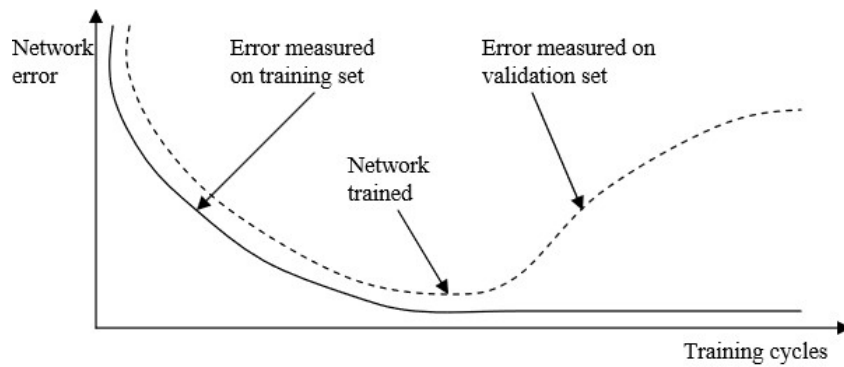 Network
error
Error measured
on training set
Error measured on
validation set
Network
trained
Training cycles